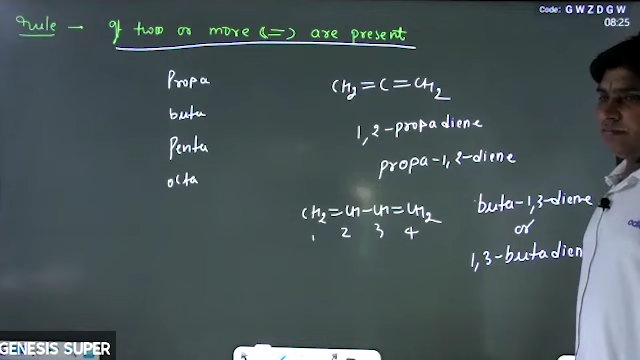 Code: G W Z D G W
08:25
Rule – If two or more (=) are present
Propa
buta
Penta
octa
CH₂=C=CH₂
1,2-propadiene
propa-1,2-diene
CH₂=CH-CH=CH₂
1 2 3 4
buta-1,3-diene
or
1,3-butadien
GENESIS SUPER